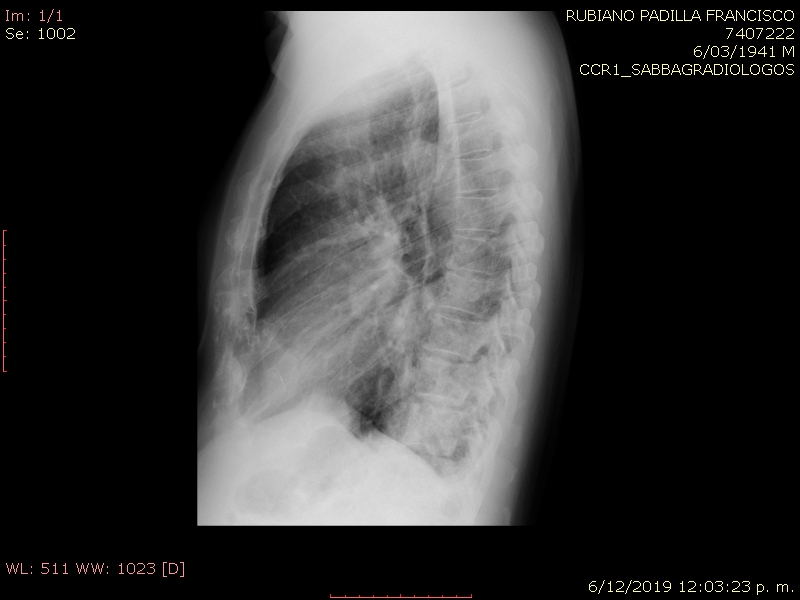 Im: 1/1
Se: 1002
RUBIANO PADILLA FRANCISCO
7407222
6/03/1941 M
CCR1_SABBAGRADIOLOGOS
WL: 511 WW: 1023 [D]
6/12/2019 12:03:23 p. m.